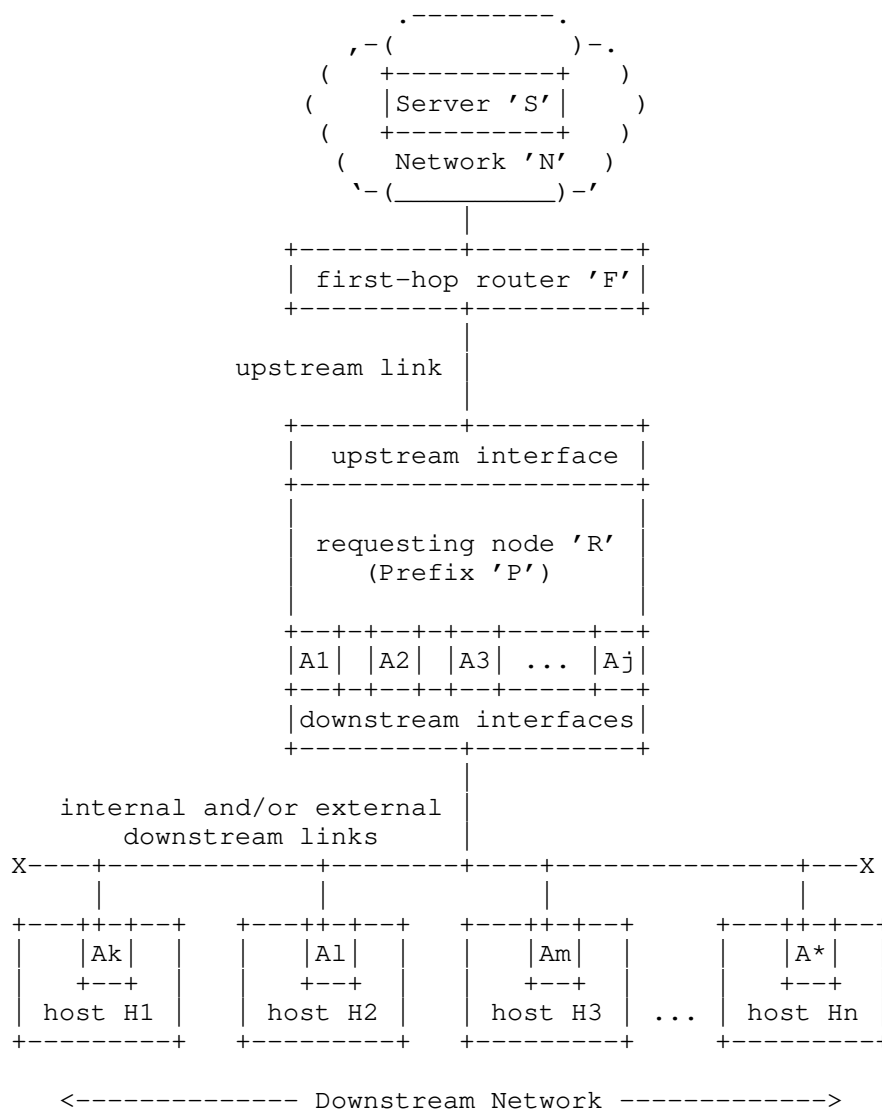 Server 'S'
Network 'N'
first-hop router 'F'
upstream link
upstream interface
requesting node 'R'
(Prefix 'P')
A1 A2 A3 ... Aj
downstream interfaces
internal and/or external
downstream links
X X
Ak Al Am A*
host H1 host H2 host H3 ... host Hn
<-------------- Downstream Network ------------->